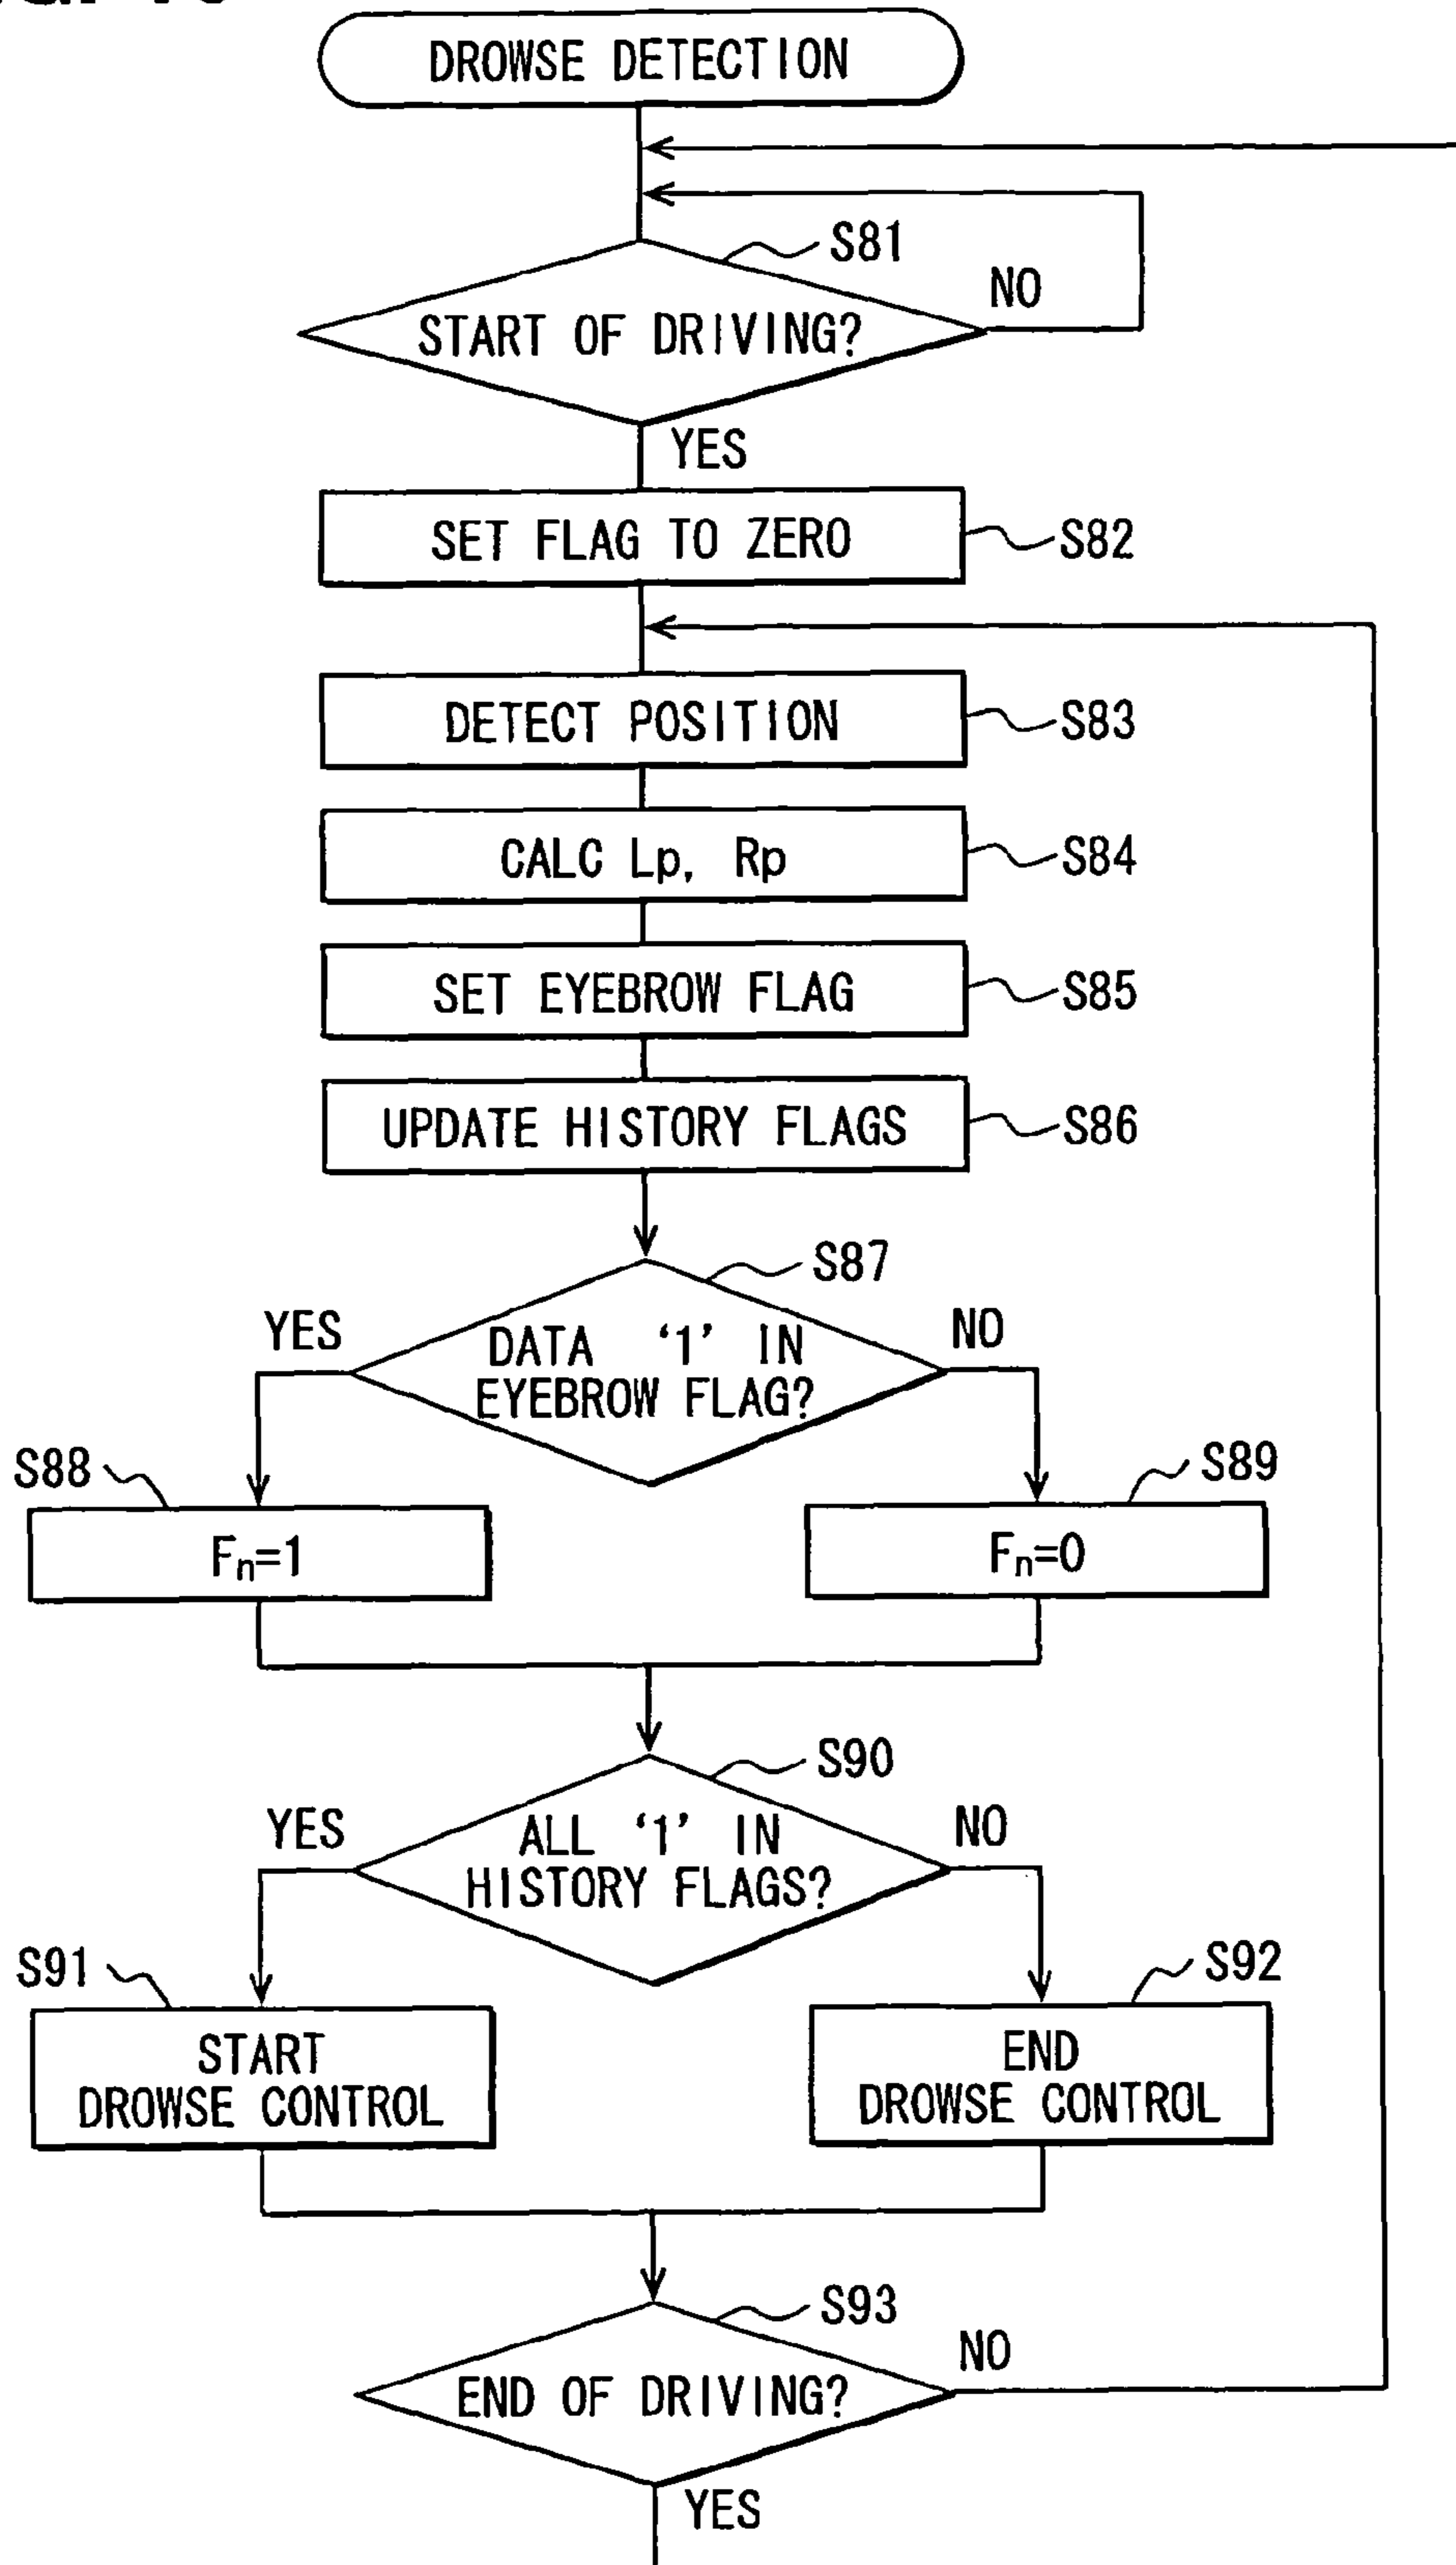 DROWSE DETECTION
S81
NO
START OF DRIVING?
YES
SET FLAG TO ZERO
S82
DETECT POSITION
S83
CALC Lp, Rp
S84
SET EYEBROW FLAG
S85
UPDATE HISTORY FLAGS
S86
S87
YES
NO
DATA ‘1’ IN
EYEBROW FLAG?
S88
S89
Fn=1
Fn=0
S90
YES
NO
ALL ‘1’ IN
HISTORY FLAGS?
S91
S92
START
DROWSE CONTROL
END
DROWSE CONTROL
S93
NO
END OF DRIVING?
YES